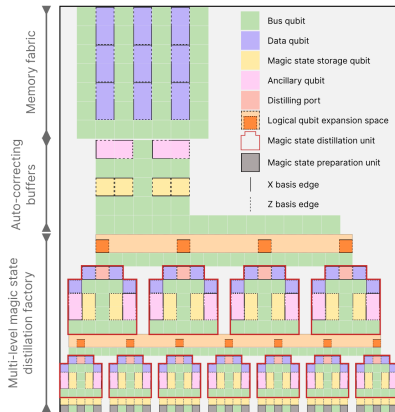 Memory fabric
Auto-correcting
buffers
Multi-level magic state
distillation factory
Bus qubit
Data qubit
Magic state storage qubit
Ancillary qubit
Distilling port
Logical qubit expansion space
Magic state distillation unit
Magic state preparation unit
X basis edge
Z basis edge